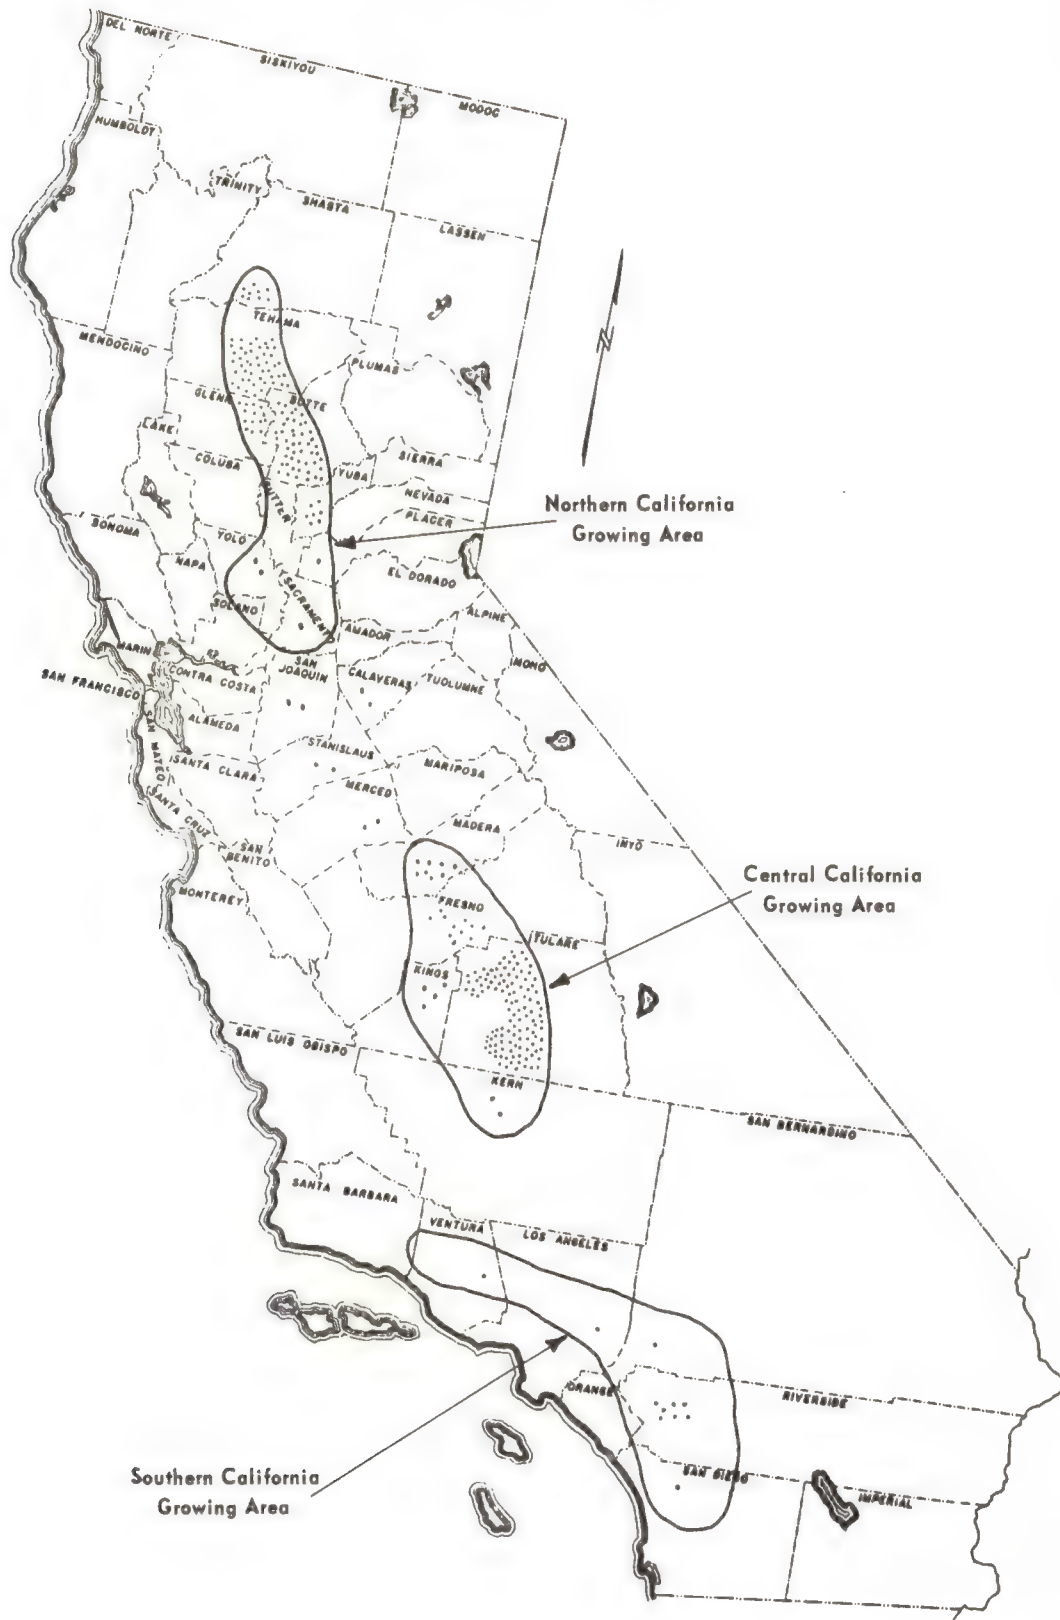 DEL NORTE
SISKIYOU
MODOC
HUMBOLDT
TRINITY
SHASTA
LASSEN
TEHAMA
MENDOCINO
PLUMAS
GLENN
BUTTE
LAKE
COLUSA
SIERRA
YUBA
NEVADA
SUTTER
PLACER
Northern California
Growing Area
SONOMA
YOLO
NAPA
EL DORADO
SOLANO
SACRAMENTO
ALPINE
AMADOR
MARIN
SAN
JOAQUIN
MONO
CONTRA COSTA
CALAVERAS
TUOLUMNE
SAN FRANCISCO
ALAMEDA
SAN MATEO
STANISLAUS
SANTA CLARA
MARIPOSA
MERCED
SANTA CRUZ
MADERA
SAN
BENITO
INYO
Central California
Growing Area
MONTEREY
FRESNO
TULARE
KINGS
SAN LUIS OBISPO
KERN
SAN BERNARDINO
SANTA BARBARA
VENTURA
LOS ANGELES
ORANGE
RIVERSIDE
Southern California
Growing Area
SAN DIEGO
IMPERIAL
N